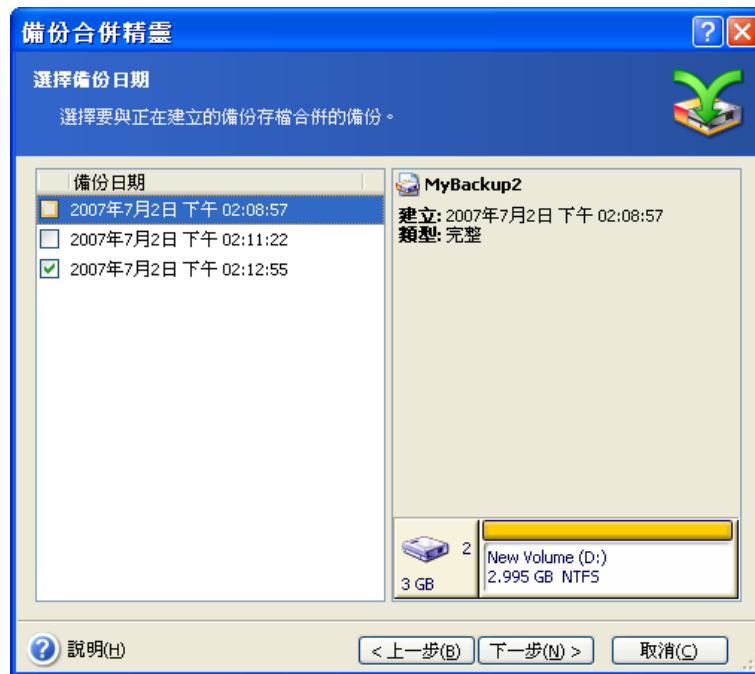 備份合併精靈
選擇備份日期
選擇要與正在建立的備份存檔合併的備份。
備份日期
2007年7月2日 下午 02:08:57
2007年7月2日 下午 02:11:22
2007年7月2日 下午 02:12:55
MyBackup2
建立: 2007年7月2日 下午 02:08:57
類型: 完整
2
3 GB
New Volume (D:)
2.995 GB NTFS
說明(H)
< 上一步(B)
下一步(N) >
取消(C)